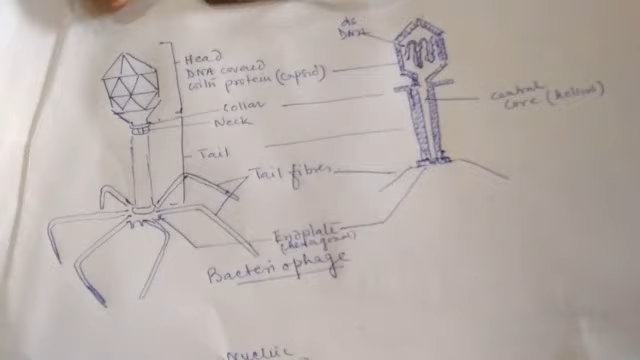 ds
DNA
Head
DNA covered
with protein (capsid)
Collar
Neck
central
core (hollow)
Tail
Tail fibres
Endplate
(hexagonal)
Bacteriophage